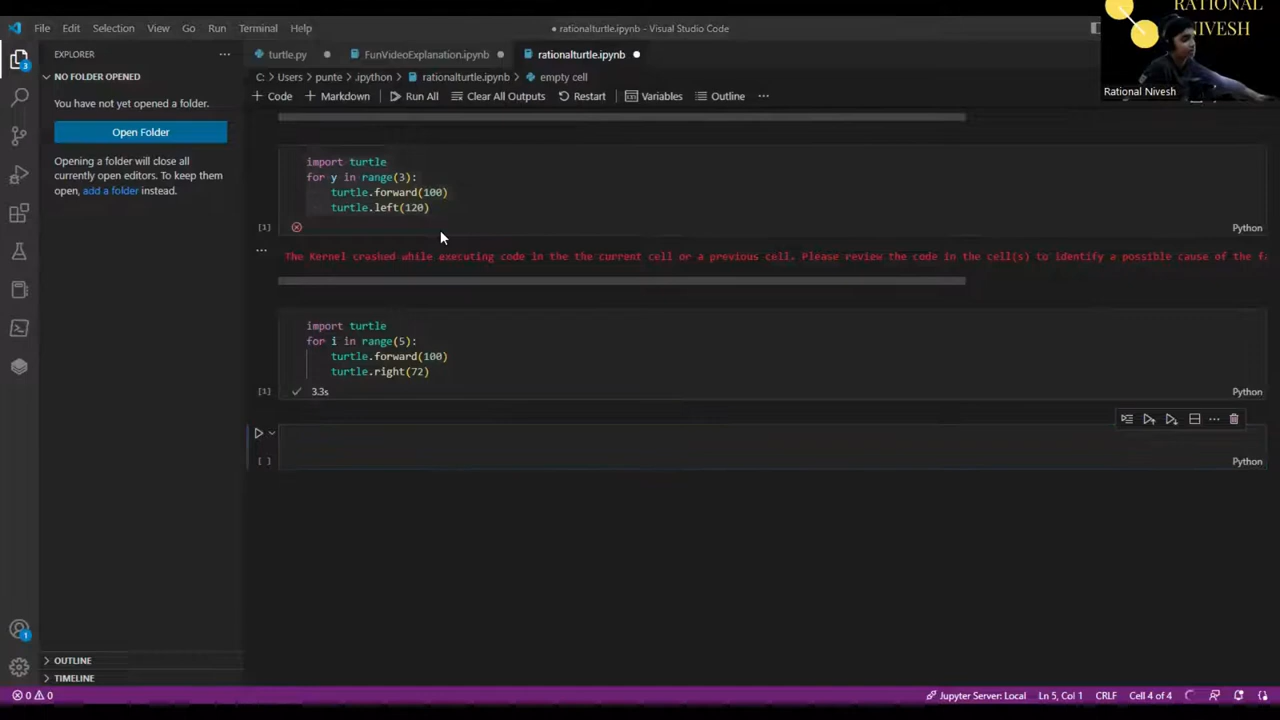 RATIONAL
NIVESH
Rational Nivesh
File Edit Selection View Go Run Terminal Help
● rationalturtle.ipynb - Visual Studio Code
EXPLORER
turtle.py
FunVideoExplanation.ipynb
rationalturtle.ipynb
NO FOLDER OPENED
C: > Users > punte > .ipython > rationalturtle.ipynb > empty cell
+ Code + Markdown Run All Clear All Outputs Restart Variables Outline ...
You have not yet opened a folder.
Open Folder
Opening a folder will close all
currently open editors. To keep them
open, add a folder instead.
import turtle
for y in range(3):
turtle.forward(100)
turtle.left(120)
[1]
Python
The Kernel crashed while executing code in the the current cell or a previous cell. Please review the code in the cell(s) to identify a possible cause of the
import turtle
for i in range(5):
turtle.forward(100)
turtle.right(72)
[1]
3.3s
Python
[ ]
Python
OUTLINE
TIMELINE
3
1
0 0
Jupyter Server: Local Ln 5, Col 1 CRLF Cell 4 of 4